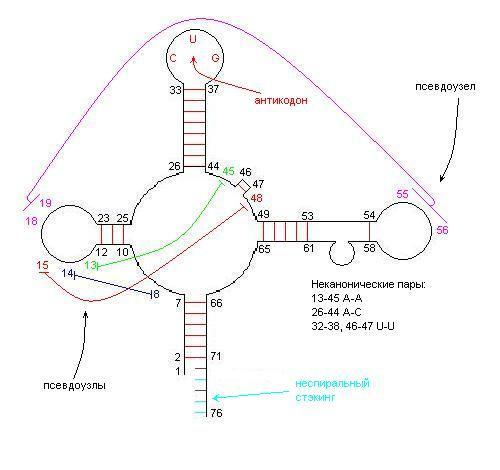 U
C G
33 37
антикодон
псевдоузел
26 44 45 46
47
48
19
18
55
56
23 25
12 10
13
15
14
8
49 53 54
65 61 58
Неканонические пары:
13-45 A-A
26-44 A-C
32-38, 46-47 U-U
7 66
2 71
1
76
псевдоузлы
неспиральный
стэкинг